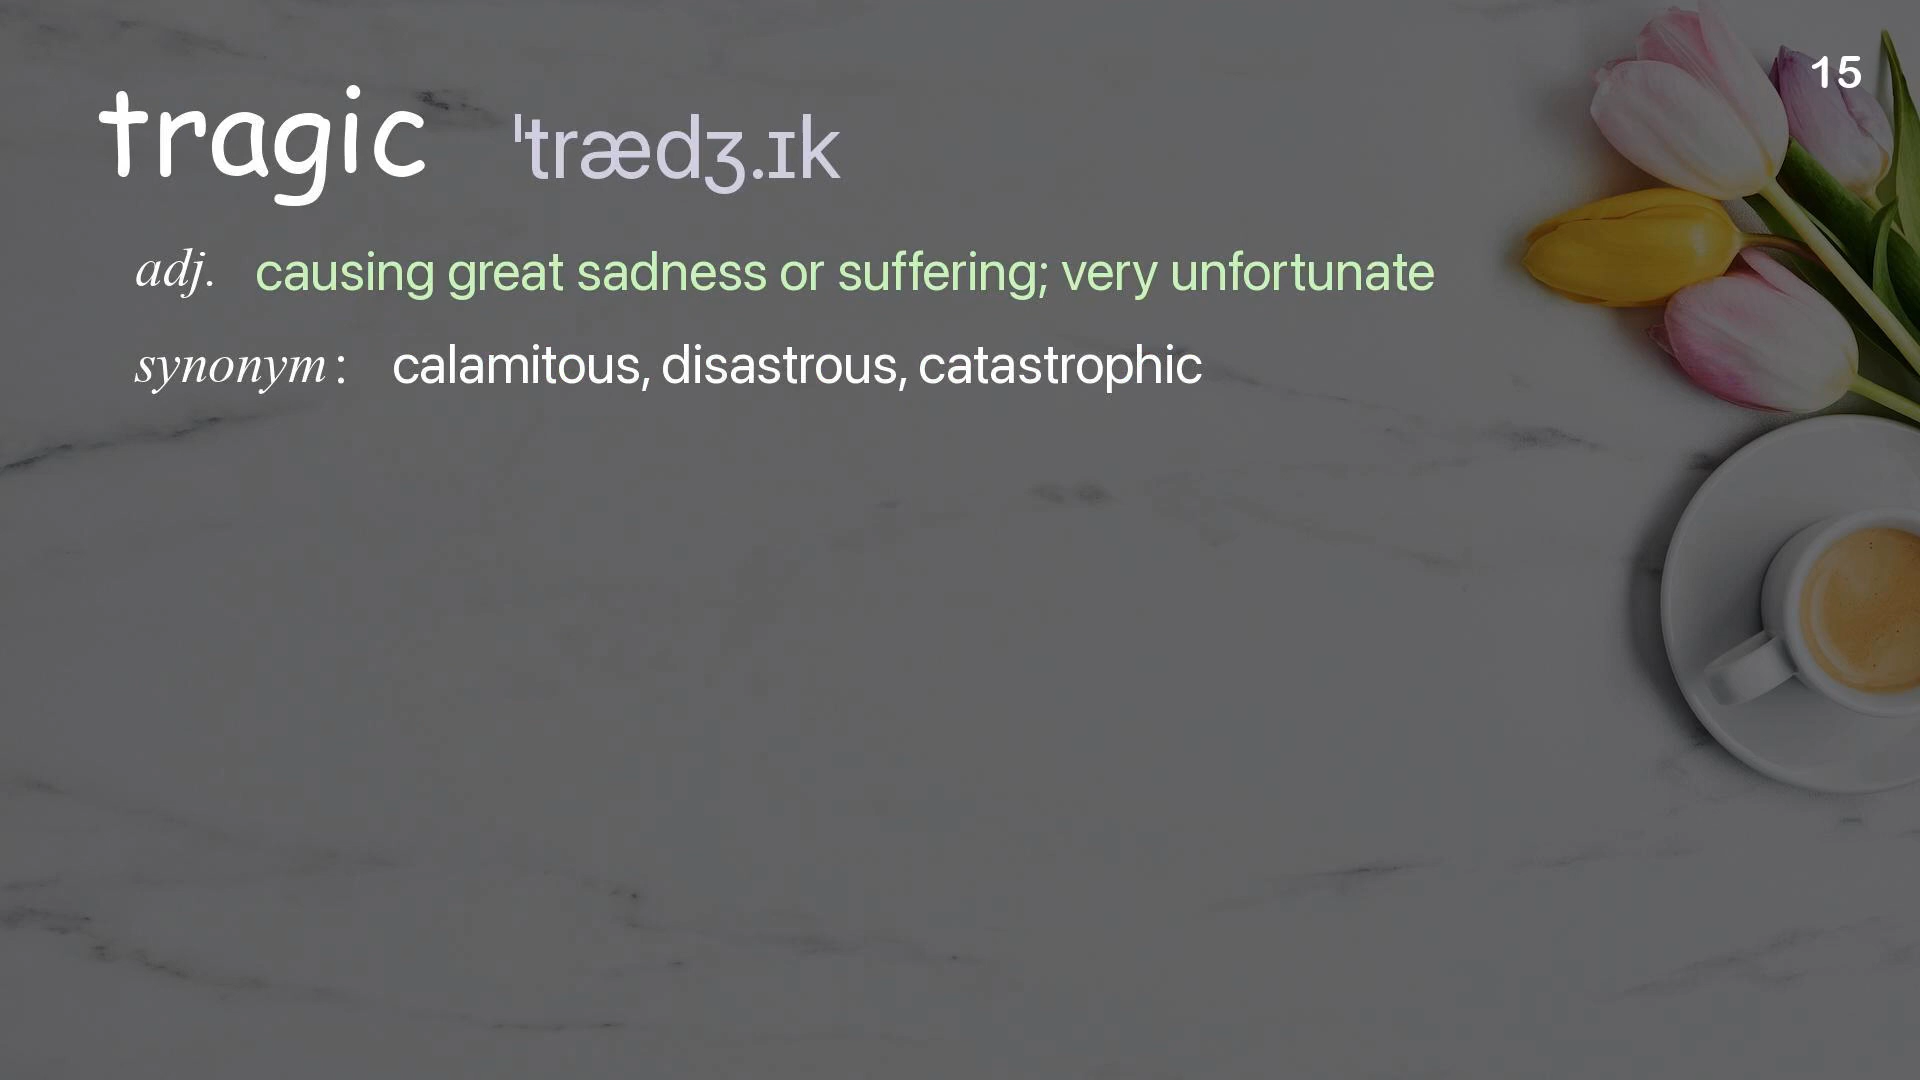 15
tragic ˈtrædʒ.ɪk
adj. causing great sadness or suffering; very unfortunate
synonym : calamitous, disastrous, catastrophic